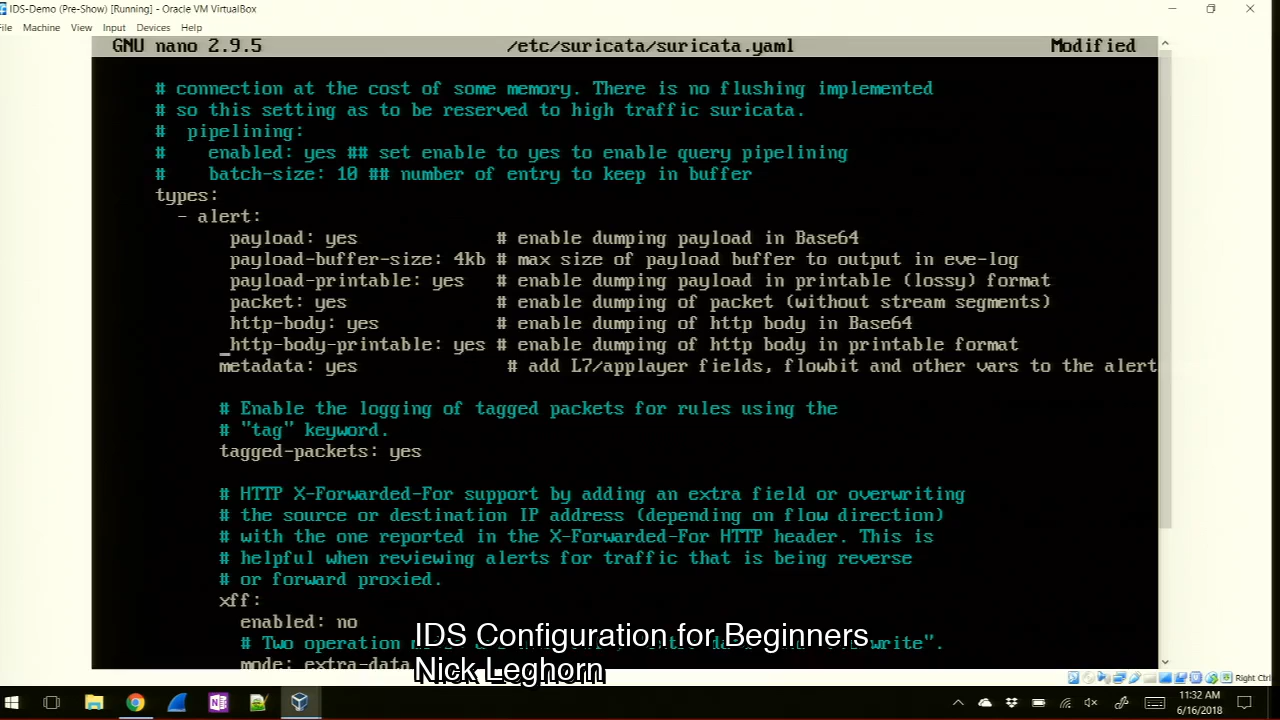 IDS-Demo (Pre-Show) [Running] - Oracle VM VirtualBox
File Machine View Input Devices Help
GNU nano 2.9.5 /etc/suricata/suricata.yaml Modified
# connection at the cost of some memory. There is no flushing implemented
# so this setting as to be reserved to high traffic suricata.
# pipelining:
# enabled: yes ## set enable to yes to enable query pipelining
# batch-size: 10 ## number of entry to keep in buffer
types:
- alert:
payload: yes # enable dumping payload in Base64
payload-buffer-size: 4kb # max size of payload buffer to output in eve-log
payload-printable: yes # enable dumping payload in printable (lossy) format
packet: yes # enable dumping of packet (without stream segments)
http-body: yes # enable dumping of http body in Base64
_http-body-printable: yes # enable dumping of http body in printable format
metadata: yes # add L7/applayer fields, flowbit and other vars to the alert
# Enable the logging of tagged packets for rules using the
# "tag" keyword.
tagged-packets: yes
# HTTP X-Forwarded-For support by adding an extra field or overwriting
# the source or destination IP address (depending on flow direction)
# with the one reported in the X-Forwarded-For HTTP header. This is
# helpful when reviewing alerts for traffic that is being reverse
# or forward proxied.
xff:
enabled: no
# Two operation
mode: extra-data
IDS Configuration for Beginners
Nick Leghorn
Right Ctrl
11:32 AM
6/16/2018